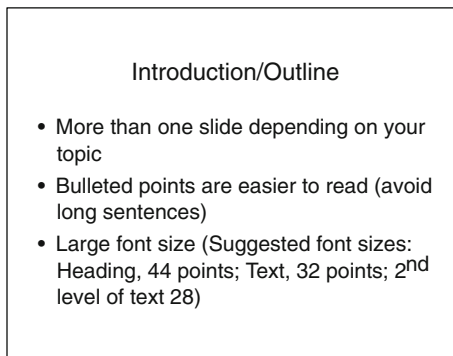 Introduction/Outline
• More than one slide depending on your
topic
• Bulleted points are easier to read (avoid
long sentences)
• Large font size (Suggested font sizes:
Heading, 44 points; Text, 32 points; 2nd
level of text 28)